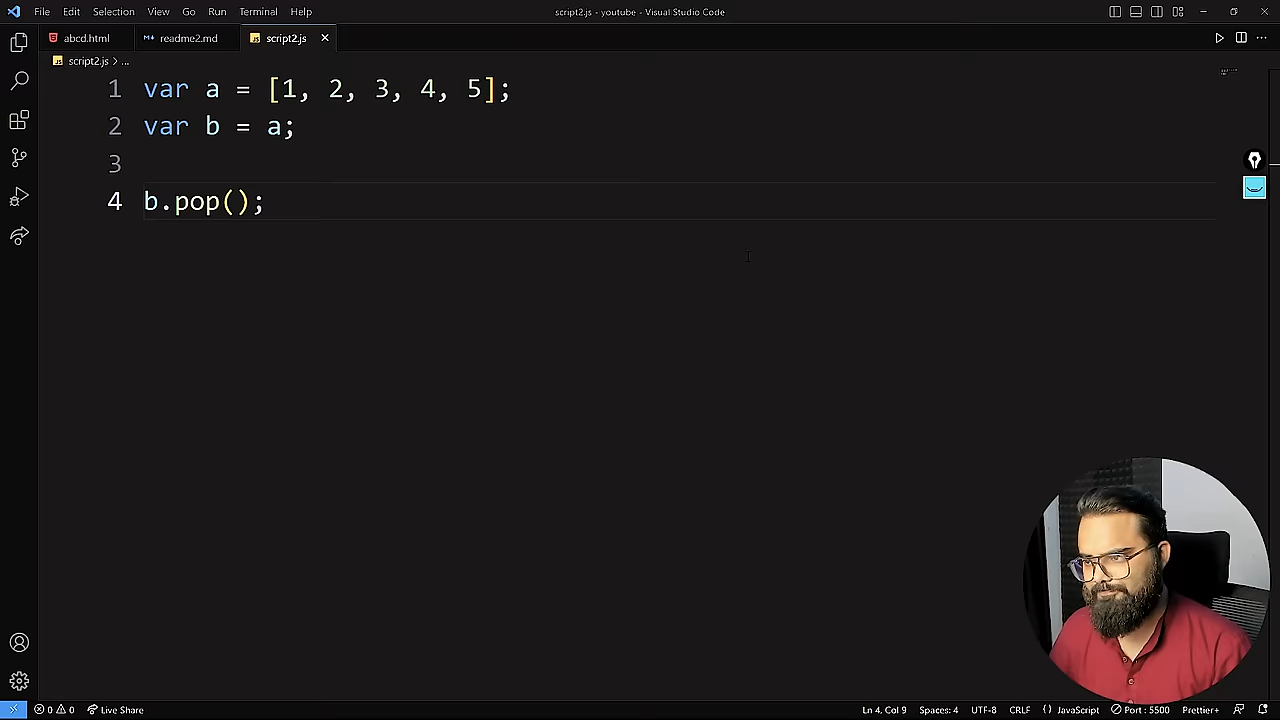 File Edit Selection View Go Run Terminal Help
script2.js - youtube - Visual Studio Code
abcd.html
readme2.md
script2.js
script2.js > ...
1 var a = [1, 2, 3, 4, 5];
2 var b = a;
3
4 b.pop();
0 0 Live Share
Ln 4, Col 9 Spaces: 4 UTF-8 CRLF {} JavaScript Port : 5500 Prettier+